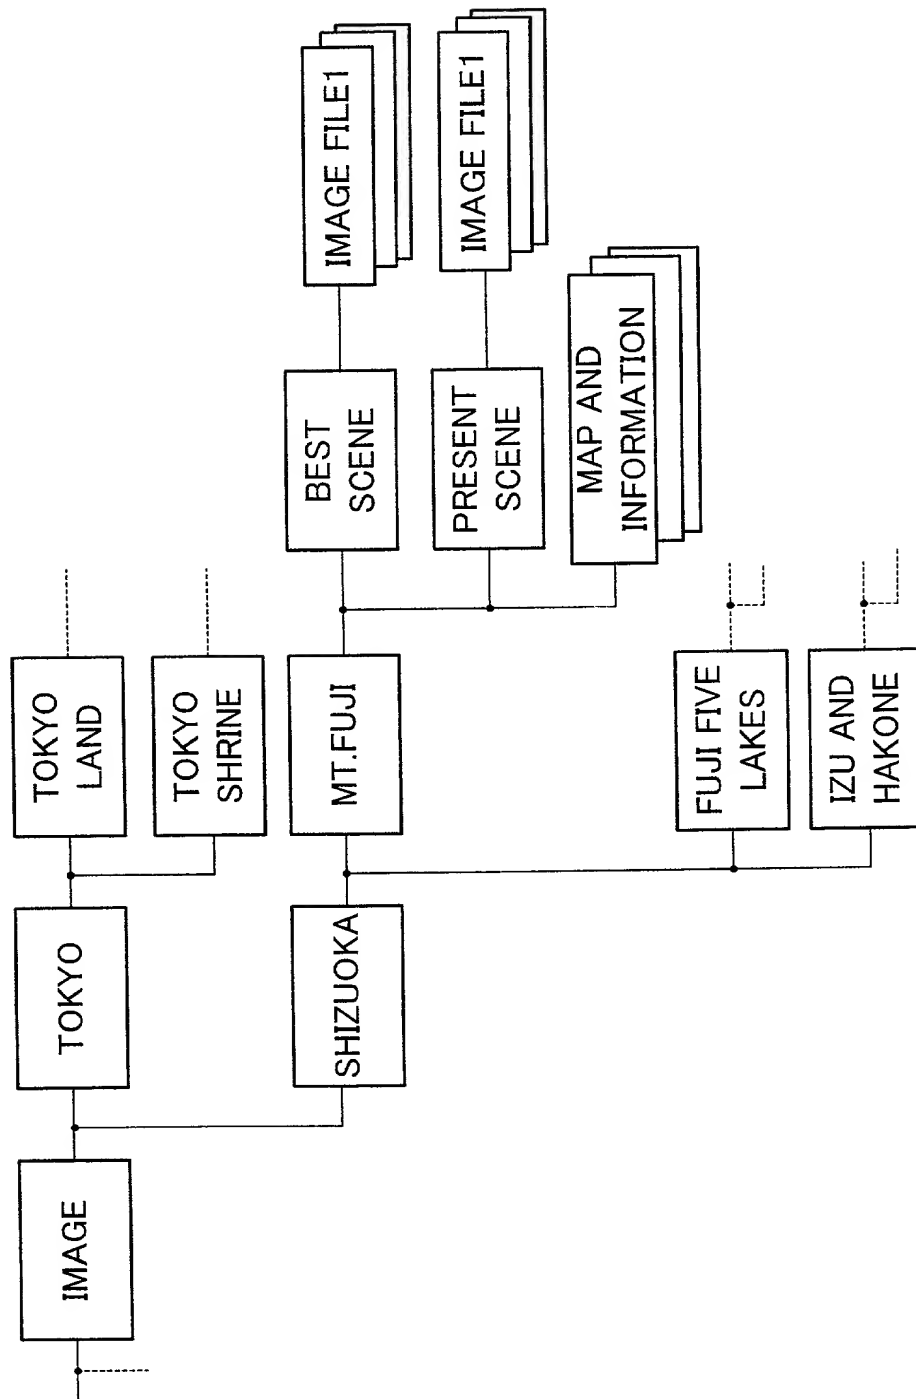 IMAGE
TOKYO
TOKYO
LAND
TOKYO
SHRINE
SHIZUOKA
MT.FUJI
BEST
SCENE
IMAGE FILE1
PRESENT
SCENE
IMAGE FILE1
MAP AND
INFORMATION
FUJI FIVE
LAKES
IZU AND
HAKONE